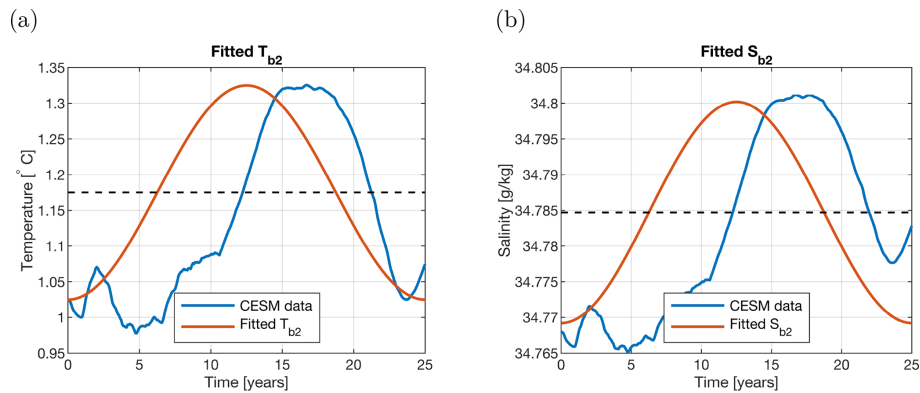 (a)
Fitted T_b2
Temperature [°C]
1.35
1.3
1.25
1.2
1.15
1.1
1.05
1
0.95
0
5
10
15
20
25
Time [years]
CESM data
Fitted T_b2
(b)
Fitted S_b2
Salinity [g/kg]
34.805
34.8
34.795
34.79
34.785
34.78
34.775
34.77
34.765
0
5
10
15
20
25
Time [years]
CESM data
Fitted S_b2